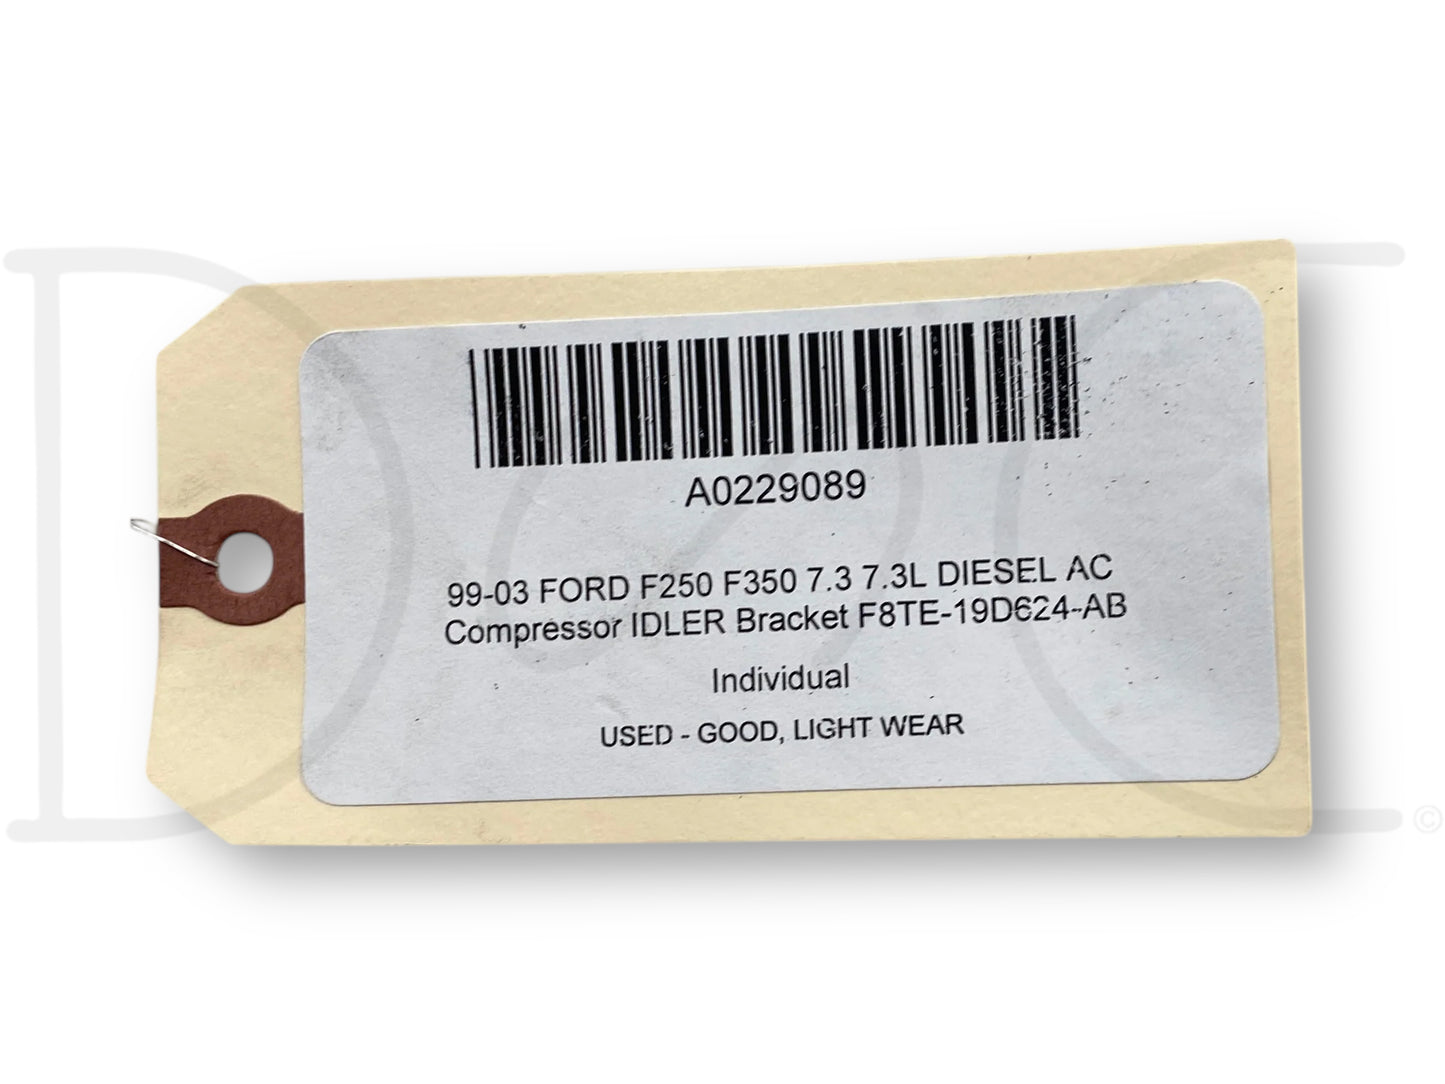 A0229089
99-03 FORD F250 F350 7.3 7.3L DIESEL AC
Compressor IDLER Bracket F8TE-19D624-AB
Individual
USED - GOOD, LIGHT WEAR
©